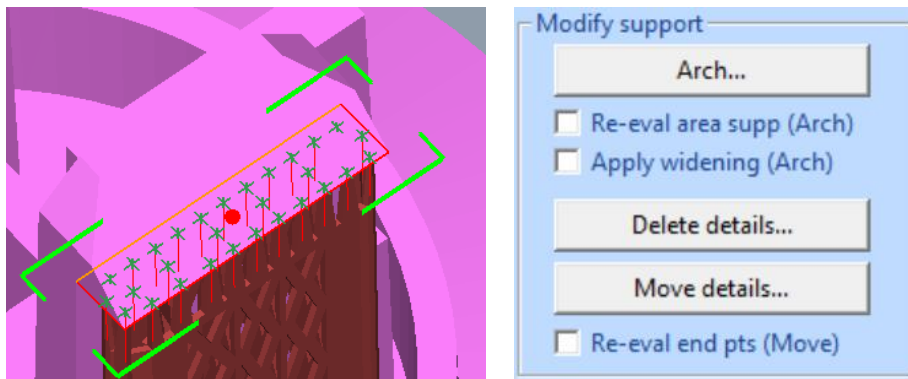 Modify support
Arch...
Re-eval area supp (Arch)
Apply widening (Arch)
Delete details...
Move details...
Re-eval end pts (Move)